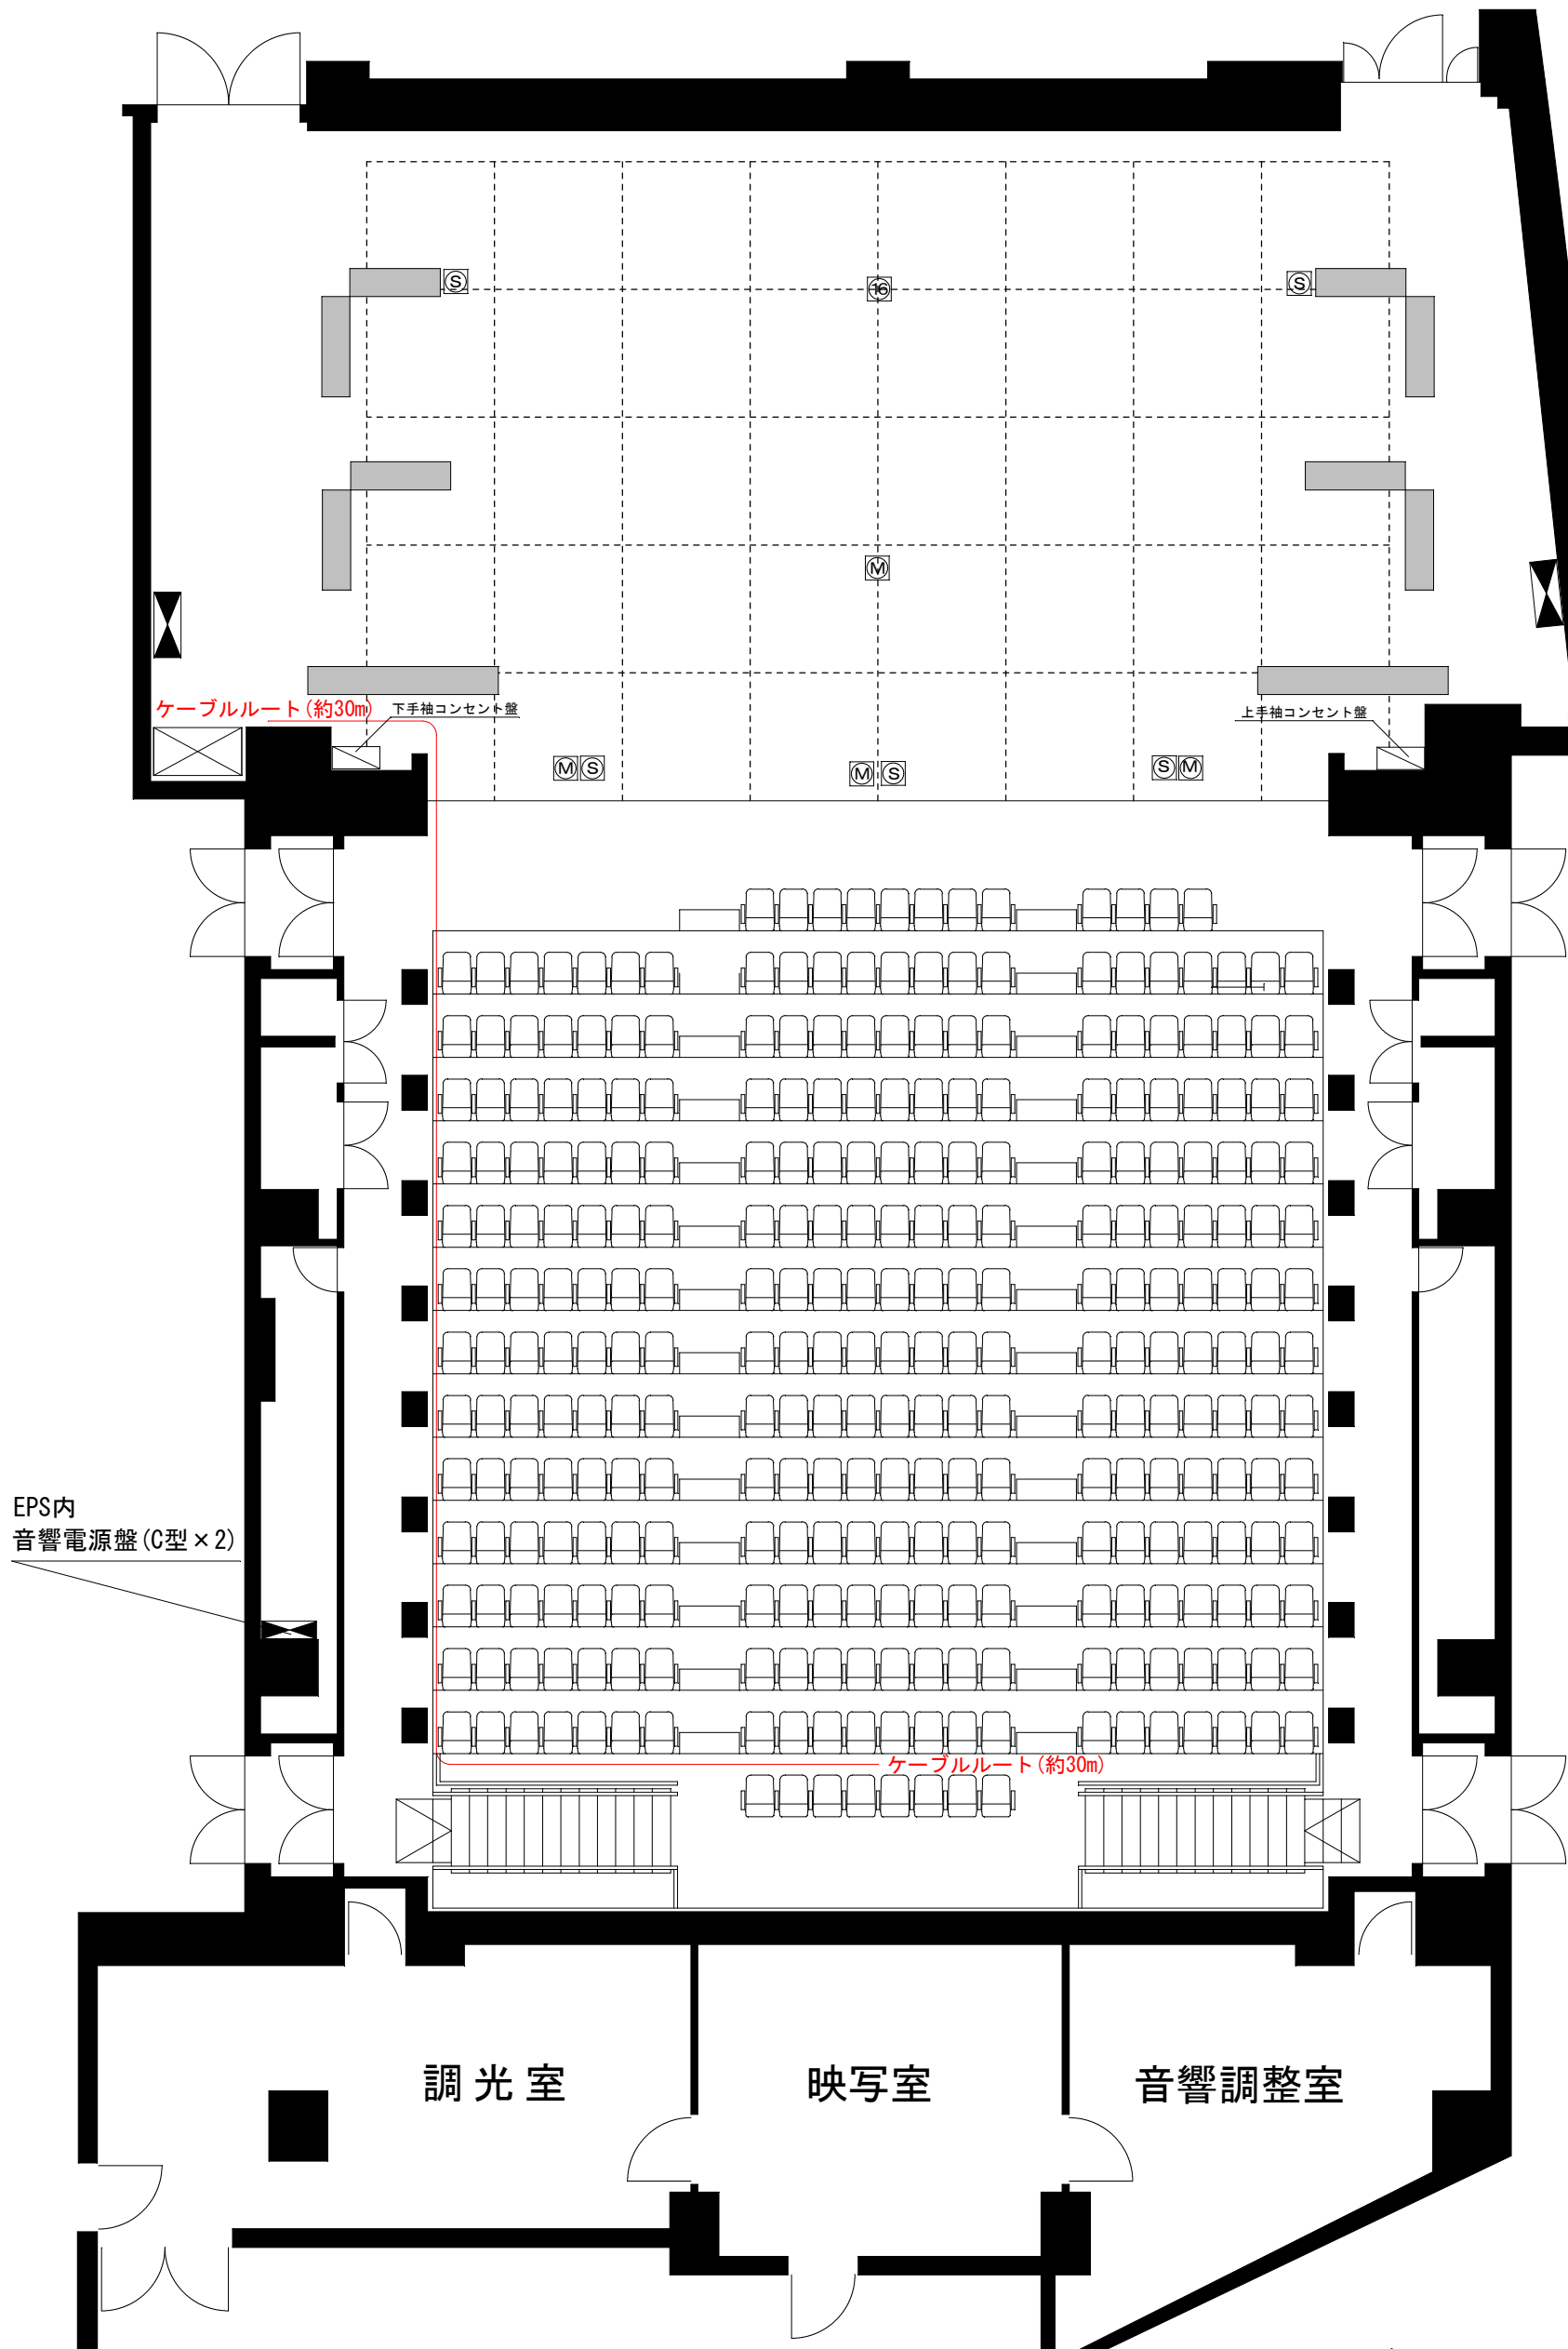 S
16
S
M
ケーブルルート(約30m)
下手袖コンセント盤
上手袖コンセント盤
M S
M S
S M
EPS内
音響電源盤(C型×2)
ケーブルルート(約30m)
調光室
映写室
音響調整室